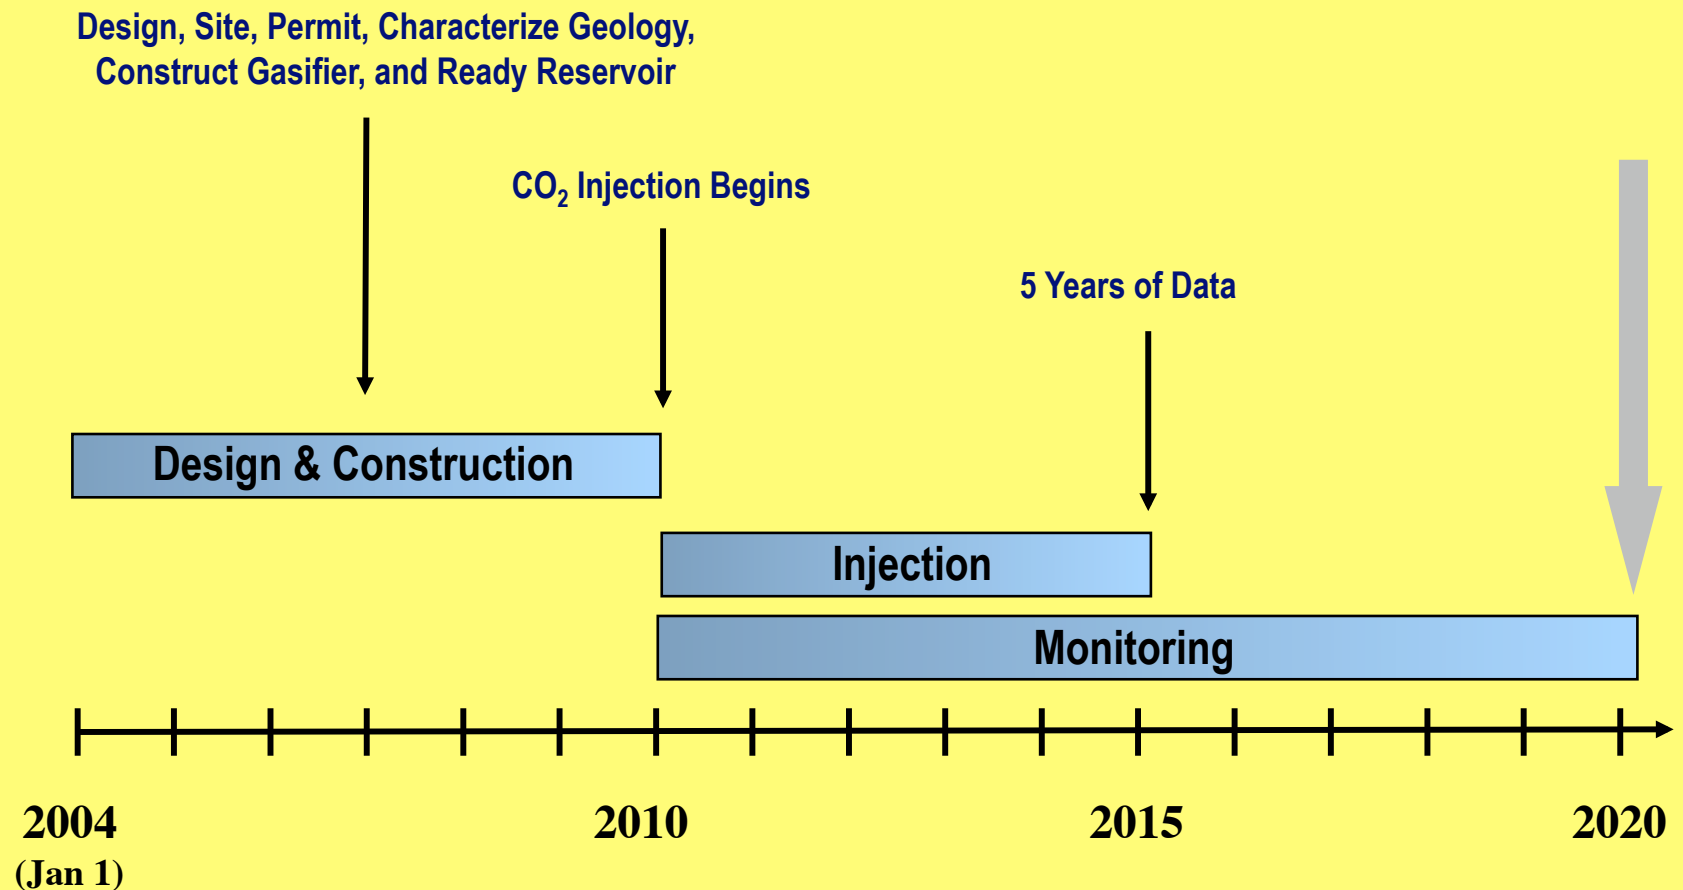 Design, Site, Permit, Characterize Geology,
Construct Gasifier, and Ready Reservoir
CO₂ Injection Begins
5 Years of Data
Design & Construction
Injection
Monitoring
2004
2010
2015
2020
(Jan 1)